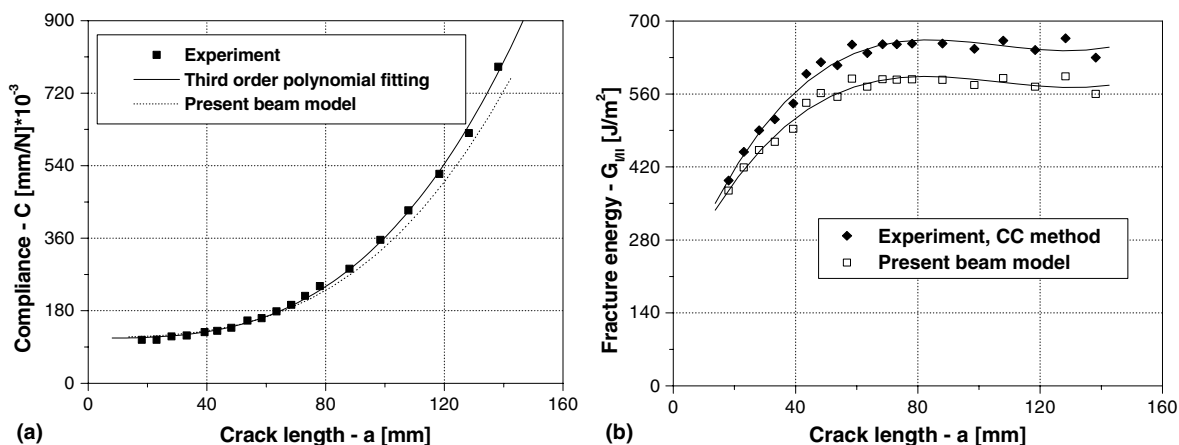 900
720
540
360
180
0
Compliance - C [mm/N]*10⁻³
Experiment
Third order polynomial fitting
Present beam model
0 40 80 120 160
(a) Crack length - a [mm]
700
560
420
280
140
0
Fracture energy - G_I/II [J/m²]
Experiment, CC method
Present beam model
0 40 80 120 160
(b) Crack length - a [mm]